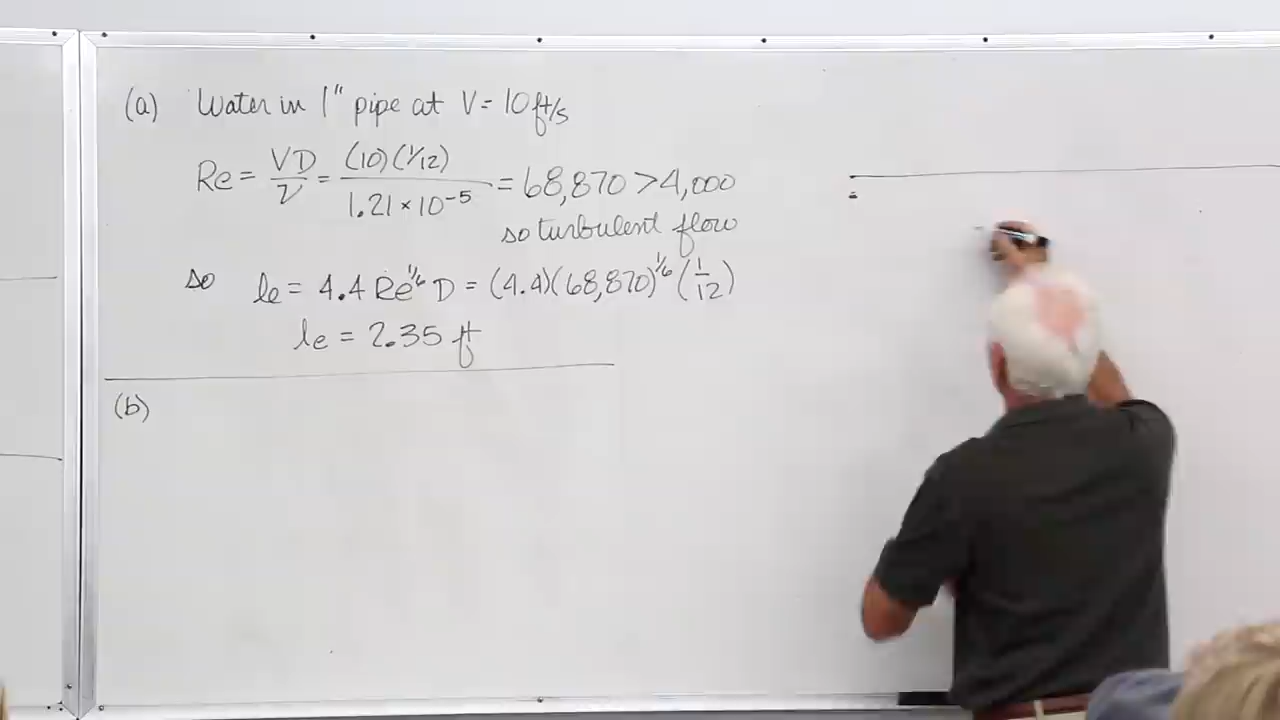 (a) Water in 1" pipe at V = 10 ft/s
Re = VD/ν = (10)(1/12)/1.21 × 10⁻⁵ = 68,870 > 4,000
so turbulent flow
so le = 4.4 Re^1/6 D = (4.4)(68,870)^1/6 (1/12)
le = 2.35 ft
(b)